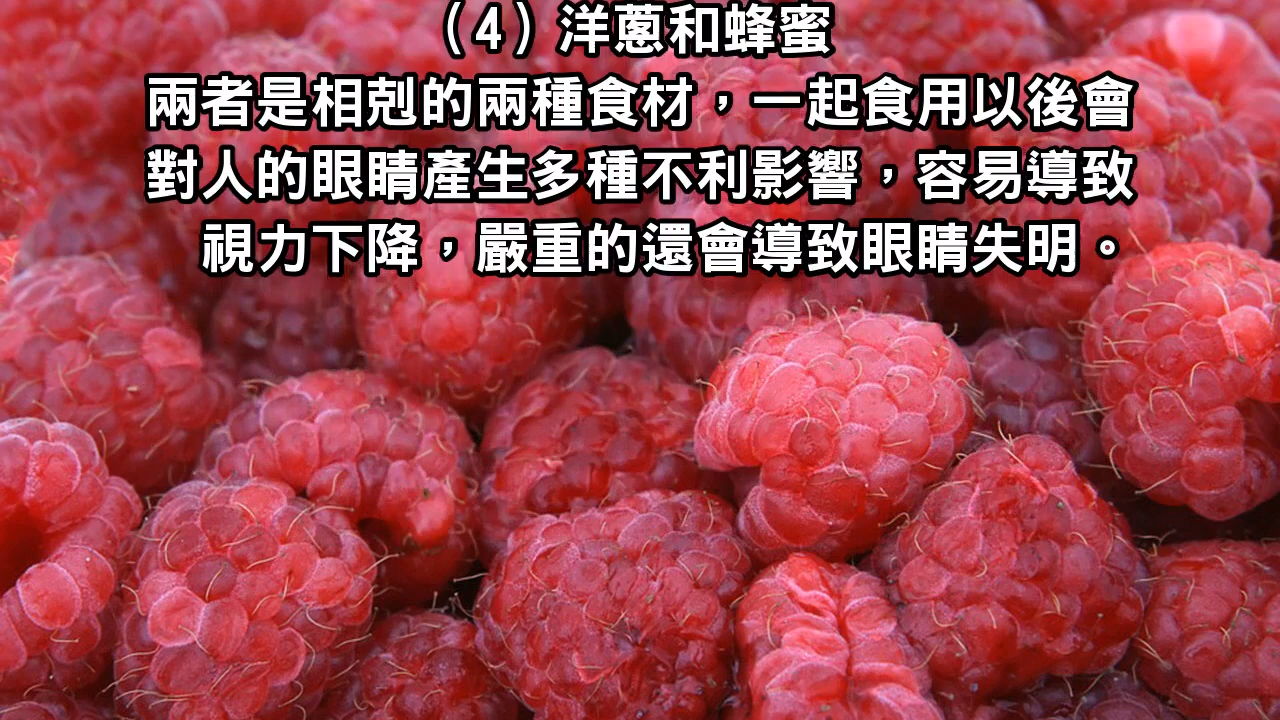 （4）洋蔥和蜂蜜
兩者是相剋的兩種食材，一起食用以後會
對人的眼睛產生多種不利影響，容易導致
視力下降，嚴重的還會導致眼睛失明。